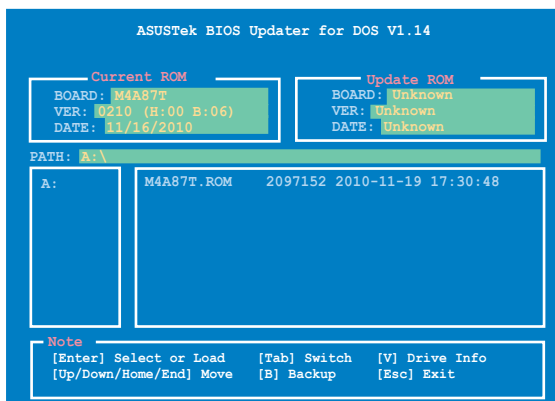 ASUSTek BIOS Updater for DOS V1.14
Current ROM
BOARD: M4A87T
VER: 0210 (H:00 B:06)
DATE: 11/16/2010
Update ROM
BOARD: Unknown
VER: Unknown
DATE: Unknown
PATH: A:\
A:
M4A87T.ROM 2097152 2010-11-19 17:30:48
Note
[Enter] Select or Load [Tab] Switch [V] Drive Info
[Up/Down/Home/End] Move [B] Backup [Esc] Exit